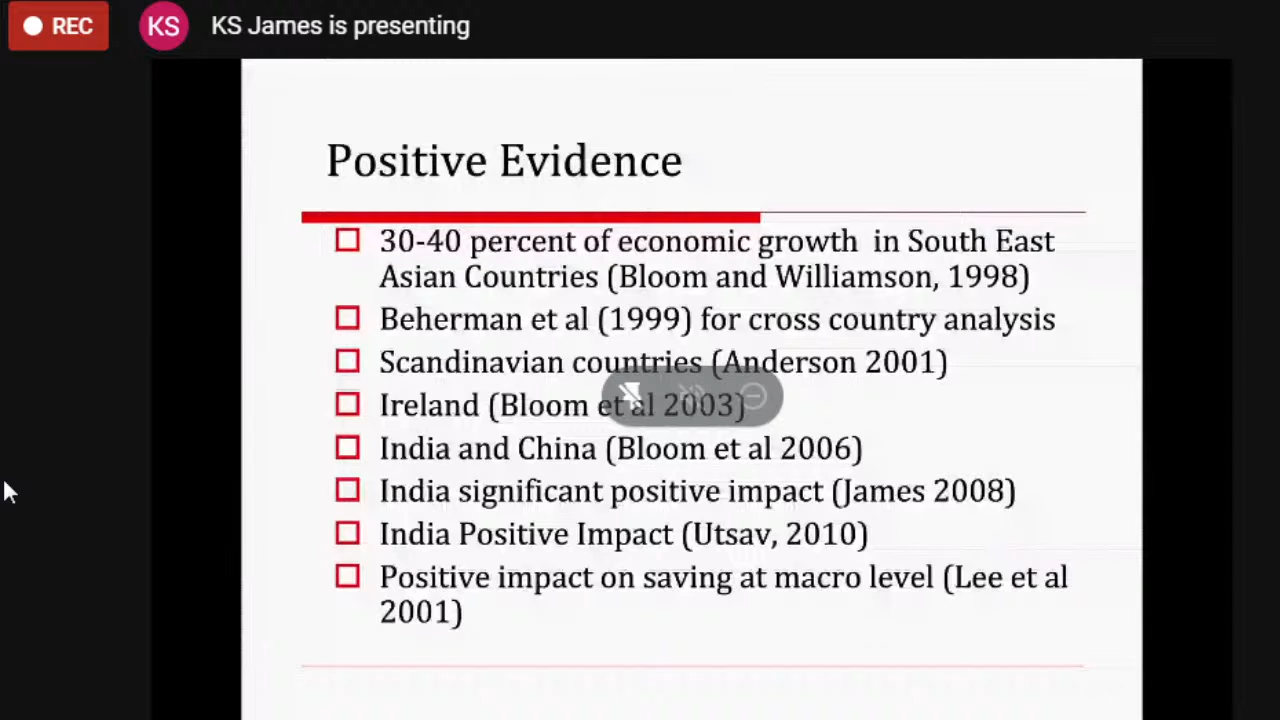 REC
KS
KS James is presenting
Positive Evidence
30-40 percent of economic growth in South East
Asian Countries (Bloom and Williamson, 1998)
Beherman et al (1999) for cross country analysis
Scandinavian countries (Anderson 2001)
Ireland (Bloom et al 2003)
India and China (Bloom et al 2006)
India significant positive impact (James 2008)
India Positive Impact (Utsav, 2010)
Positive impact on saving at macro level (Lee et al
2001)